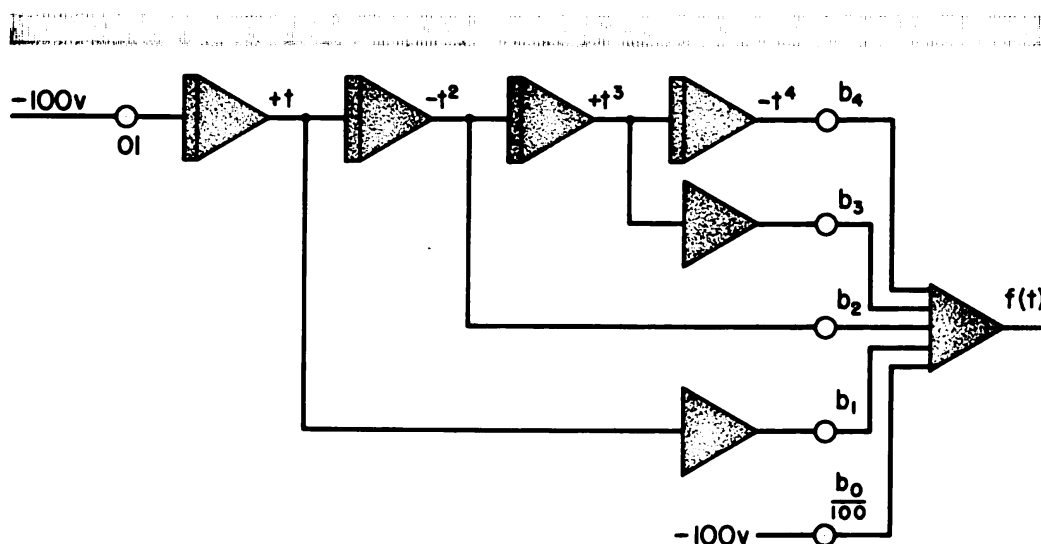 -100v
01
+t
-t²
+t³
-t⁴
b₄
b₃
b₂
f(t)
b₁
b₀/100
-100v